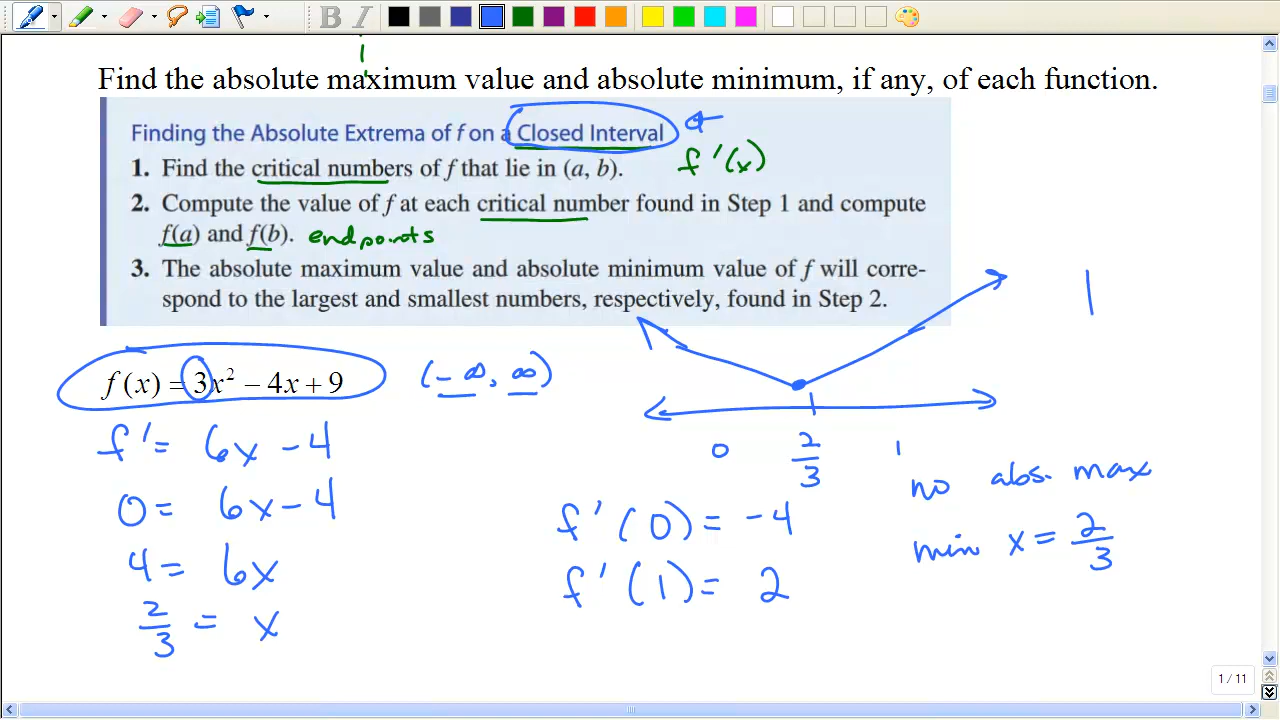 B I
Find the absolute maximum value and absolute minimum, if any, of each function.
Finding the Absolute Extrema of f on a Closed Interval
f'(x)
1. Find the critical numbers of f that lie in (a, b).
2. Compute the value of f at each critical number found in Step 1 and compute
f(a) and f(b). endpoints
3. The absolute maximum value and absolute minimum value of f will corre-
spond to the largest and smallest numbers, respectively, found in Step 2.
f(x) = 3x² − 4x + 9 (-∞, ∞)
f' = 6x - 4
0 = 6x - 4
4 = 6x
2/3 = x
0 2/3 1
f'(0) = -4
f'(1) = 2
no abs. max
min x = 2/3
1 / 11